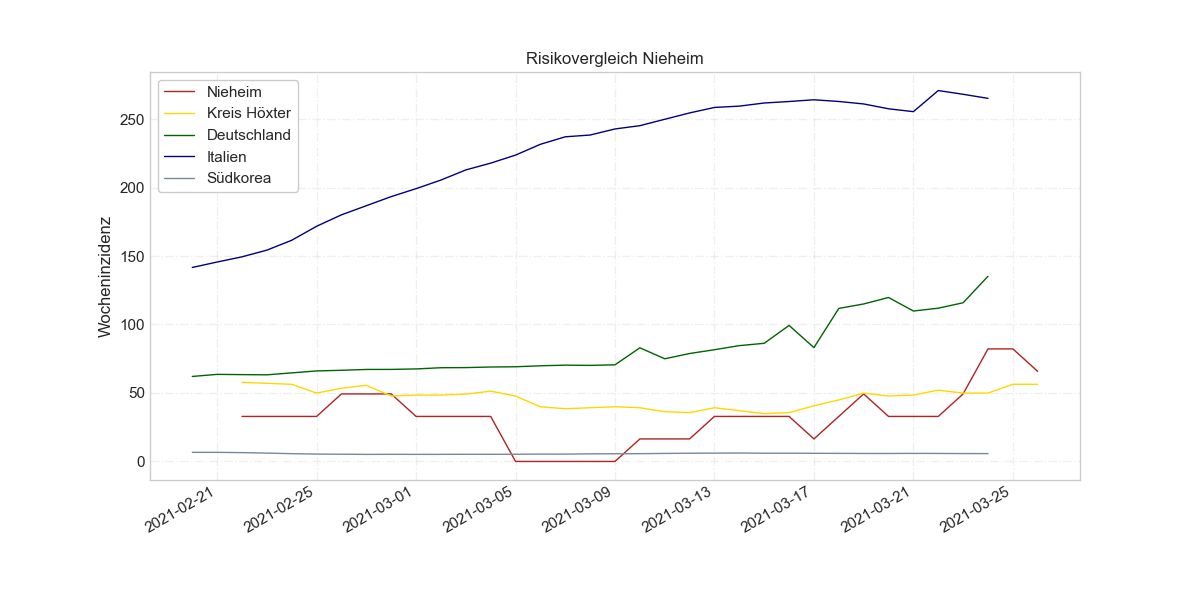 Risikovergleich Nieheim
Nieheim
Kreis Höxter
Deutschland
Italien
Südkorea
Wocheninzidenz
250
200
150
100
50
0
2021-02-21
2021-02-25
2021-03-01
2021-03-05
2021-03-09
2021-03-13
2021-03-17
2021-03-21
2021-03-25